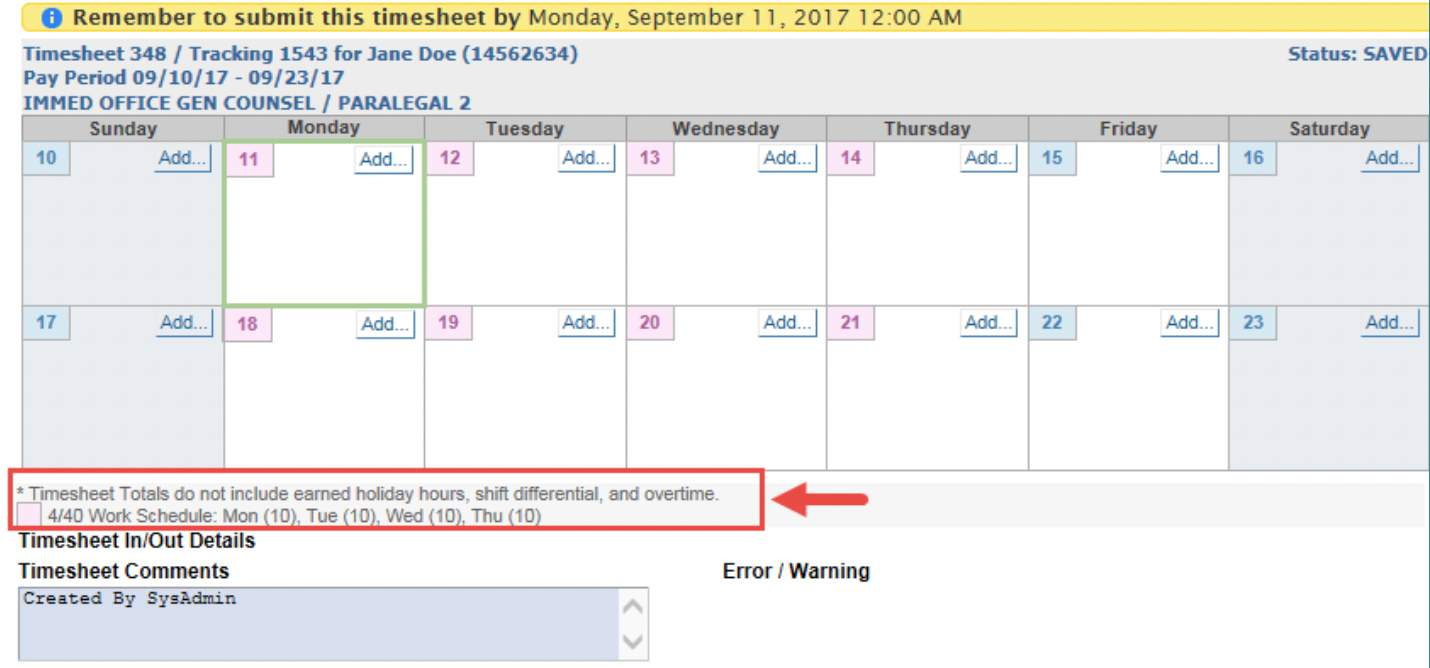 Remember to submit this timesheet by Monday, September 11, 2017 12:00 AM
Timesheet 348 / Tracking 1543 for Jane Doe (14562634) Status: SAVED
Pay Period 09/10/17 - 09/23/17
IMMED OFFICE GEN COUNSEL / PARALEGAL 2
Sunday Monday Tuesday Wednesday Thursday Friday Saturday
10 Add... 11 Add... 12 Add... 13 Add... 14 Add... 15 Add... 16 Add...
17 Add... 18 Add... 19 Add... 20 Add... 21 Add... 22 Add... 23 Add...
* Timesheet Totals do not include earned holiday hours, shift differential, and overtime.
4/40 Work Schedule: Mon (10), Tue (10), Wed (10), Thu (10)
Timesheet In/Out Details
Timesheet Comments Error / Warning
Created By SysAdmin